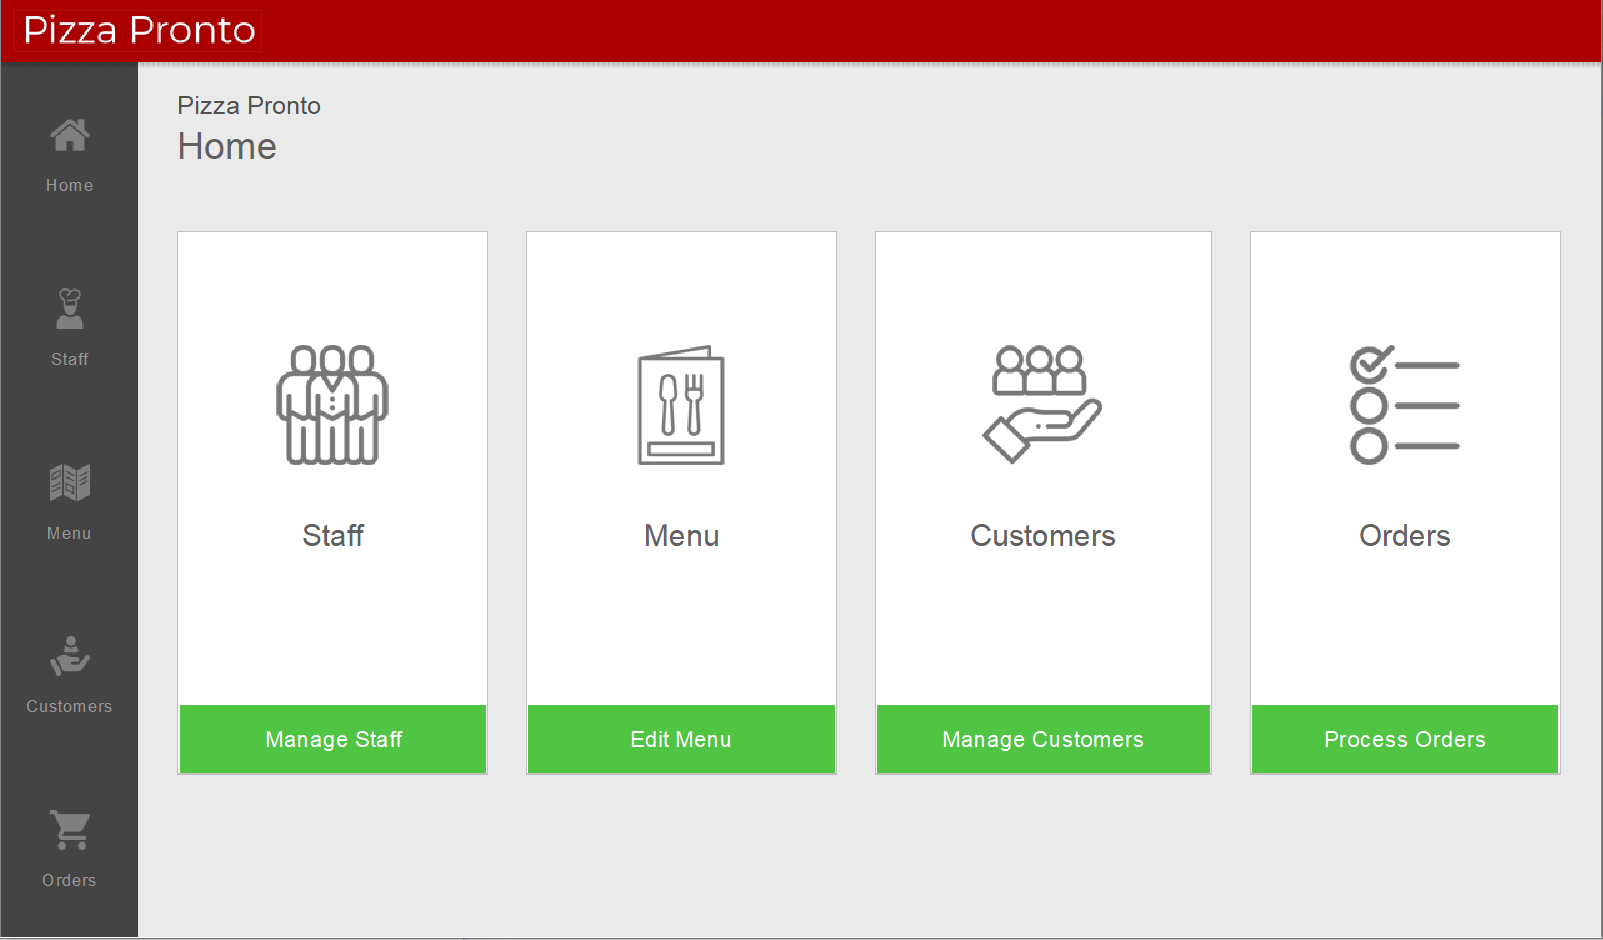 Pizza Pronto
Home
Staff
Menu
Customers
Orders
Pizza Pronto
Home
Staff
Manage Staff
Menu
Edit Menu
Customers
Manage Customers
Orders
Process Orders